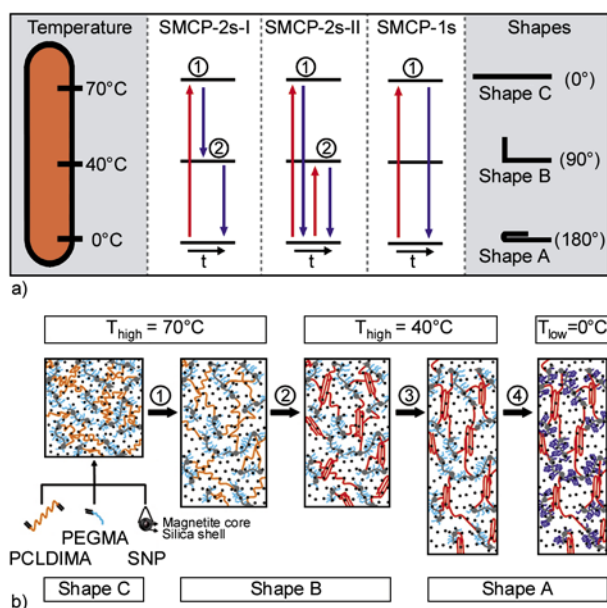 Temperature SMCP-2s-I SMCP-2s-II SMCP-1s Shapes
① ① ①
70°C
Shape C (0°)
② ②
40°C
Shape B (90°)
0°C
Shape A (180°)
t t t
a)
T_high = 70°C T_high = 40°C T_low=0°C
① ② ③ ④
PEGMA Magnetite core
Silica shell
PCLDIMA SNP
b) Shape C Shape B Shape A